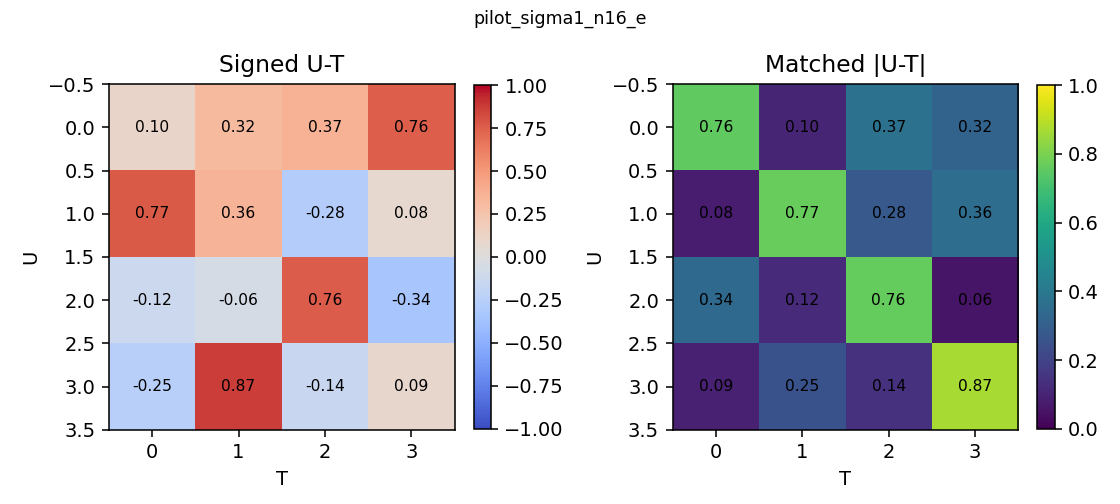 pilot_sigma1_n16_e
Signed U-T
−0.5
0.0
0.5
1.0
1.5
2.0
2.5
3.0
3.5
U
0.10 0.32 0.37 0.76
0.77 0.36 -0.28 0.08
-0.12 -0.06 0.76 -0.34
-0.25 0.87 -0.14 0.09
0 1 2 3
T
1.00
0.75
0.50
0.25
0.00
−0.25
−0.50
−0.75
−1.00
Matched |U-T|
−0.5
0.0
0.5
1.0
1.5
2.0
2.5
3.0
3.5
U
0.76 0.10 0.37 0.32
0.08 0.77 0.28 0.36
0.34 0.12 0.76 0.06
0.09 0.25 0.14 0.87
0 1 2 3
T
1.0
0.8
0.6
0.4
0.2
0.0